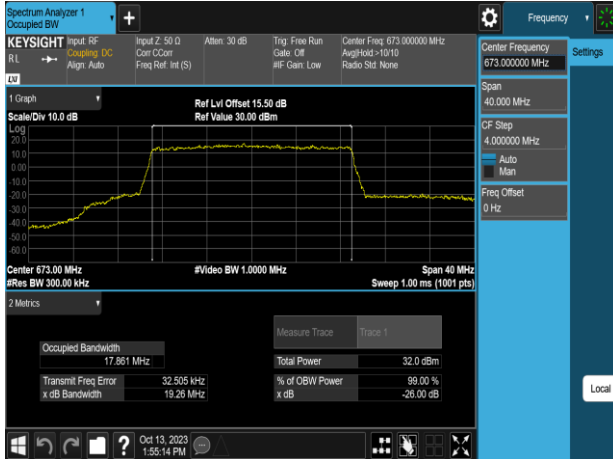 Spectrum Analyzer 1
Occupied BW
+
Frequency
KEYSIGHT
RL
LXI
Input: RF
Coupling: DC
Align: Auto
Input Z: 50 Ω
Corr CCorr
Freq Ref: Int (S)
Atten: 30 dB
Trig: Free Run
Gate: Off
#IF Gain: Low
Center Freq: 673.000000 MHz
Avg|Hold:>10/10
Radio Std: None
Center Frequency
673.000000 MHz
Settings
Span
40.000 MHz
CF Step
4.000000 MHz
Auto
Man
Freq Offset
0 Hz
Local
1 Graph
Scale/Div 10.0 dB
Ref Lvl Offset 15.50 dB
Ref Value 30.00 dBm
Log
20.0
10.0
0.00
-10.0
-20.0
-30.0
-40.0
-50.0
-60.0
Center 673.00 MHz
#Res BW 300.00 kHz
#Video BW 1.0000 MHz
Span 40 MHz
Sweep 1.00 ms (1001 pts)
2 Metrics
Measure Trace
Trace 1
Occupied Bandwidth
17.861 MHz
Total Power
32.0 dBm
Transmit Freq Error
32.505 kHz
% of OBW Power
99.00 %
x dB Bandwidth
19.26 MHz
x dB
-26.00 dB
?
Oct 13, 2023
1:55:14 PM